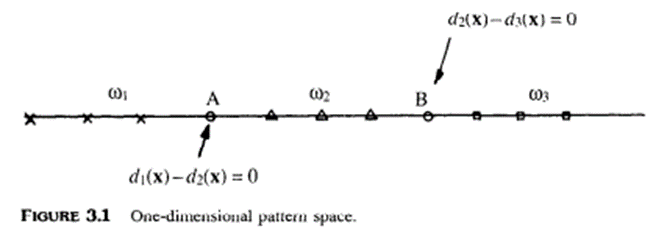 d₂(x)−d₃(x) = 0
ω₁ A ω₂ B ω₃
d₁(x)−d₂(x) = 0
FIGURE 3.1 One-dimensional pattern space.